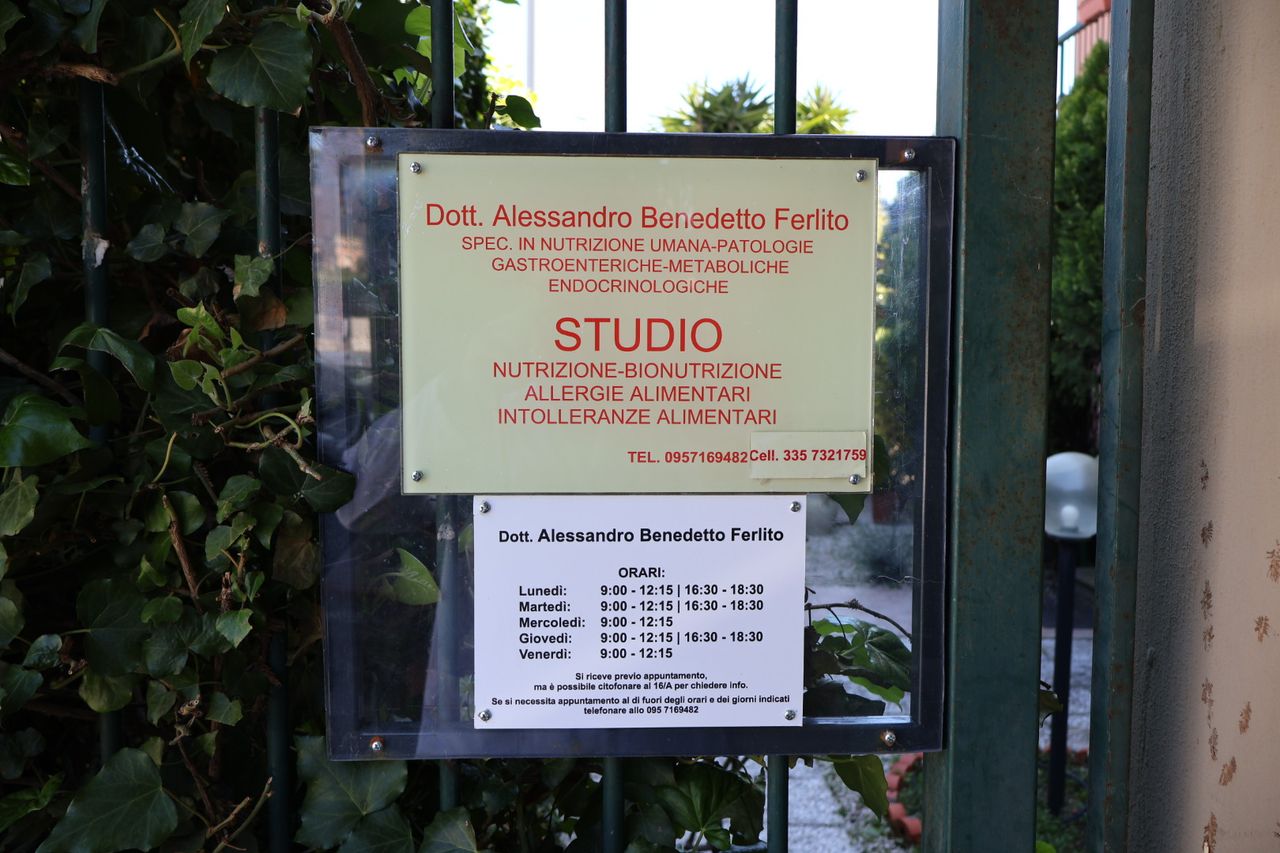 Dott. Alessandro Benedetto Ferlito
SPEC. IN NUTRIZIONE UMANA-PATOLOGIE
GASTROENTERICHE-METABOLICHE
ENDOCRINOLOGICHE
STUDIO
NUTRIZIONE-BIONUTRIZIONE
ALLERGIE ALIMENTARI
INTOLLERANZE ALIMENTARI
TEL. 0957169482 Cell. 335 7321759
Dott. Alessandro Benedetto Ferlito
ORARI:
Lunedì: 9:00 - 12:15 | 16:30 - 18:30
Martedì: 9:00 - 12:15 | 16:30 - 18:30
Mercoledì: 9:00 - 12:15
Giovedì: 9:00 - 12:15 | 16:30 - 18:30
Venerdì: 9:00 - 12:15
Si riceve previo appuntamento,
ma è possibile citofonare al 16/A per chiedere info.
Se si necessita appuntamento al di fuori degli orari e dei giorni indicati
telefonare allo 095 7169482